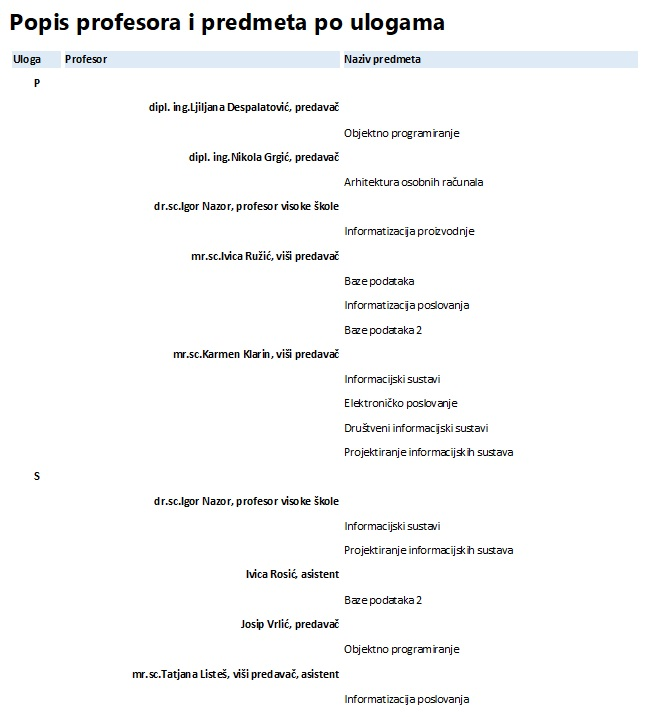 Popis profesora i predmeta po ulogama
Uloga Profesor Naziv predmeta
P
dipl. ing.Ljiljana Despalatović, predavač
Objektno programiranje
dipl. ing.Nikola Grgić, predavač
Arhitektura osobnih računala
dr.sc.Igor Nazor, profesor visoke škole
Informatizacija proizvodnje
mr.sc.Ivica Ružić, viši predavač
Baze podataka
Informatizacija poslovanja
Baze podataka 2
mr.sc.Karmen Klarin, viši predavač
Informacijski sustavi
Elektroničko poslovanje
Društveni informacijski sustavi
Projektiranje informacijskih sustava
S
dr.sc.Igor Nazor, profesor visoke škole
Informacijski sustavi
Projektiranje informacijskih sustava
Ivica Rosić, asistent
Baze podataka 2
Josip Vrlić, predavač
Objektno programiranje
mr.sc.Tatjana Listeš, viši predavač, asistent
Informatizacija poslovanja